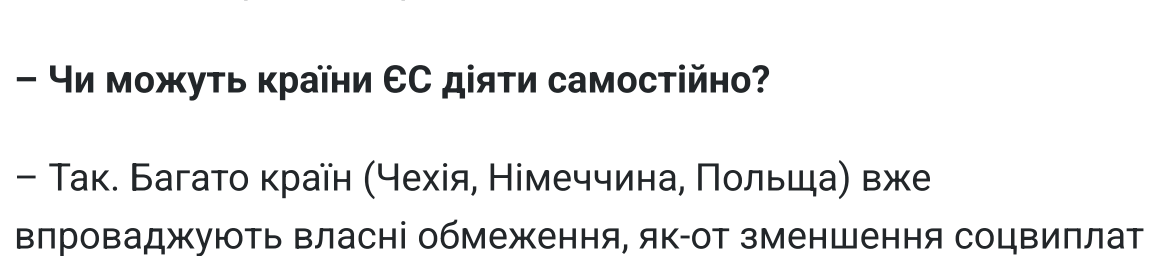 – Чи можуть країни ЄС діяти самостійно?
– Так. Багато країн (Чехія, Німеччина, Польща) вже
впроваджують власні обмеження, як-от зменшення соцвиплат